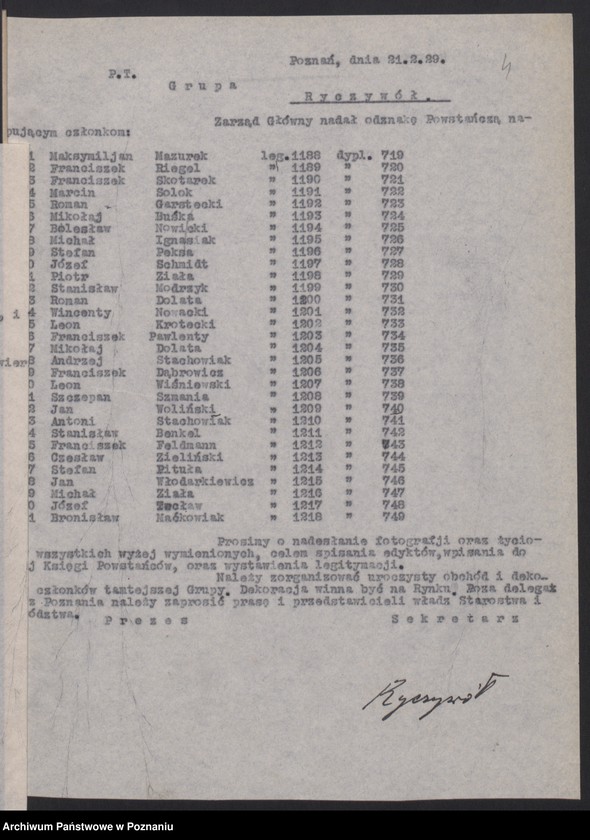 Poznań, dnia 21.2.29.
4
P.T.
Grupa
Ryczywół.
Zarząd Główny nadał odznakę Powstańczą na-
pującym członkom:
1 Maksymiljan Mazurek leg. 1188 dypl. 719
2 Franciszek Riegel " 1189 " 720
3 Franciszek Skotarek " 1190 " 721
4 Marcin Solok " 1191 " 722
5 Roman Garstecki " 1192 " 723
6 Mikołaj Buśka " 1193 " 724
7 Bolesław Nowicki " 1194 " 725
8 Michał Ignasiak " 1195 " 726
9 Stefan Peksa " 1196 " 727
0 Józef Schmidt " 1197 " 728
1 Piotr Ziała " 1198 " 729
2 Stanisław Modrzyk " 1199 " 730
3 Roman Dolata " 1200 " 731
4 Wincenty Nowacki " 1201 " 732
5 Leon Krotecki " 1202 " 733
6 Franciszek Pawlenty " 1203 " 734
7 Mikołaj Dolata " 1204 " 735
8 Andrzej Stachowiak " 1205 " 736
9 Franciszek Dąbrowicz " 1206 " 737
0 Leon Wiśniewski " 1207 " 738
1 Szczepan Szmania " 1208 " 739
2 Jan Woliński " 1209 " 740
3 Antoni Stachowiak " 1210 " 741
4 Stanisław Benkel " 1211 " 742
5 Franciszek Feldmann " 1212 " 743
6 Czesław Zieliński " 1213 " 744
7 Stefan Pituła " 1214 " 745
8 Jan Włodarkiewicz " 1215 " 746
9 Michał Ziała " 1216 " 747
0 Józef Tecław " 1217 " 748
1 Bronisław Maćkowiak " 1218 " 749
Prosimy o nadesłanie fotografji oraz życio-
wszystkich wyżej wymienionych, celem spisania edyktów, wpisania do
j Księgi Powstańców, oraz wystawienia legitymacji.
Należy zorganizować uroczysty obchód i deko-
członków tamtejszej Grupy. Dekoracja winna być na Rynku. Poza delegat
z Poznania należy zaprosić prasę i przedstawicieli władz Starostwa i
ództwa.
Prezes Sekretarz
Ryczywół
Archiwum Państwowe w Poznaniu